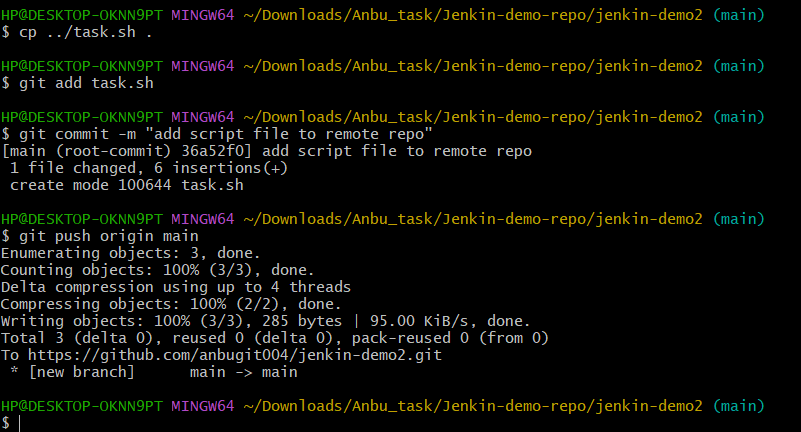 HP@DESKTOP-OKNN9PT MINGW64 ~/Downloads/Anbu_task/Jenkin-demo-repo/jenkin-demo2 (main)
$ cp ../task.sh .
HP@DESKTOP-OKNN9PT MINGW64 ~/Downloads/Anbu_task/Jenkin-demo-repo/jenkin-demo2 (main)
$ git add task.sh
HP@DESKTOP-OKNN9PT MINGW64 ~/Downloads/Anbu_task/Jenkin-demo-repo/jenkin-demo2 (main)
$ git commit -m "add script file to remote repo"
[main (root-commit) 36a52f0] add script file to remote repo
 1 file changed, 6 insertions(+)
 create mode 100644 task.sh
HP@DESKTOP-OKNN9PT MINGW64 ~/Downloads/Anbu_task/Jenkin-demo-repo/jenkin-demo2 (main)
$ git push origin main
Enumerating objects: 3, done.
Counting objects: 100% (3/3), done.
Delta compression using up to 4 threads
Compressing objects: 100% (2/2), done.
Writing objects: 100% (3/3), 285 bytes | 95.00 KiB/s, done.
Total 3 (delta 0), reused 0 (delta 0), pack-reused 0 (from 0)
To https://github.com/anbugit004/jenkin-demo2.git
 * [new branch]      main -> main
HP@DESKTOP-OKNN9PT MINGW64 ~/Downloads/Anbu_task/Jenkin-demo-repo/jenkin-demo2 (main)
$